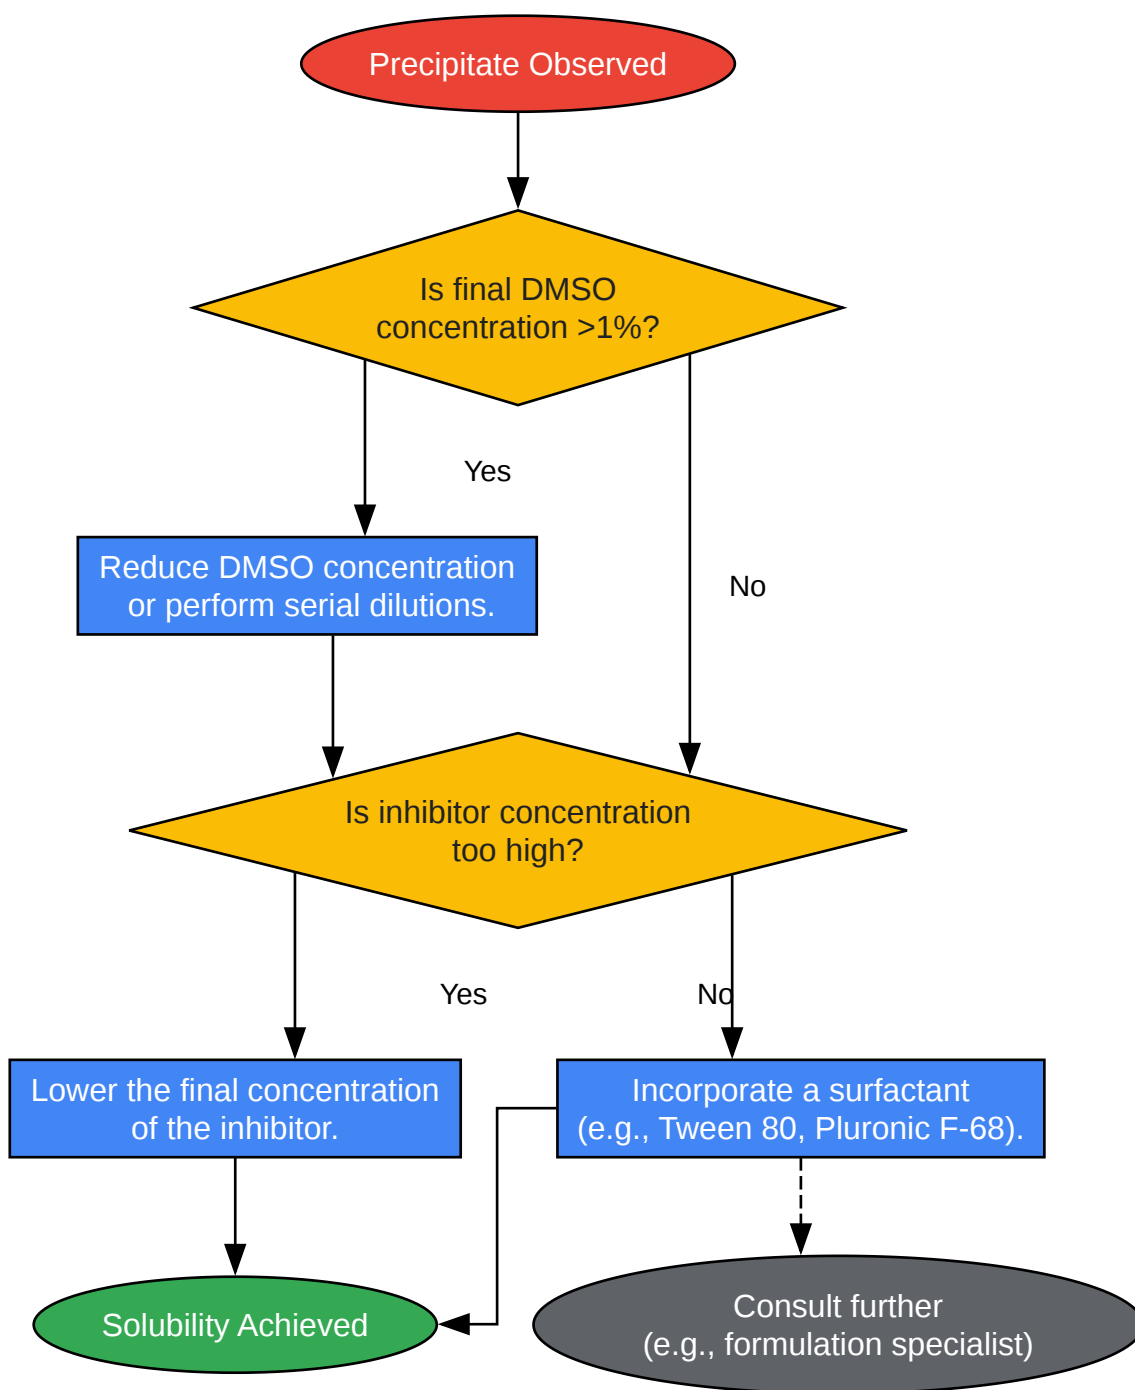 Precipitate Observed
Is final DMSO
concentration >1%?
Yes
Reduce DMSO concentration
or perform serial dilutions.
No
Is inhibitor concentration
too high?
Yes
No
Lower the final concentration
of the inhibitor.
Incorporate a surfactant
(e.g., Tween 80, Pluronic F-68).
Solubility Achieved
Consult further
(e.g., formulation specialist)